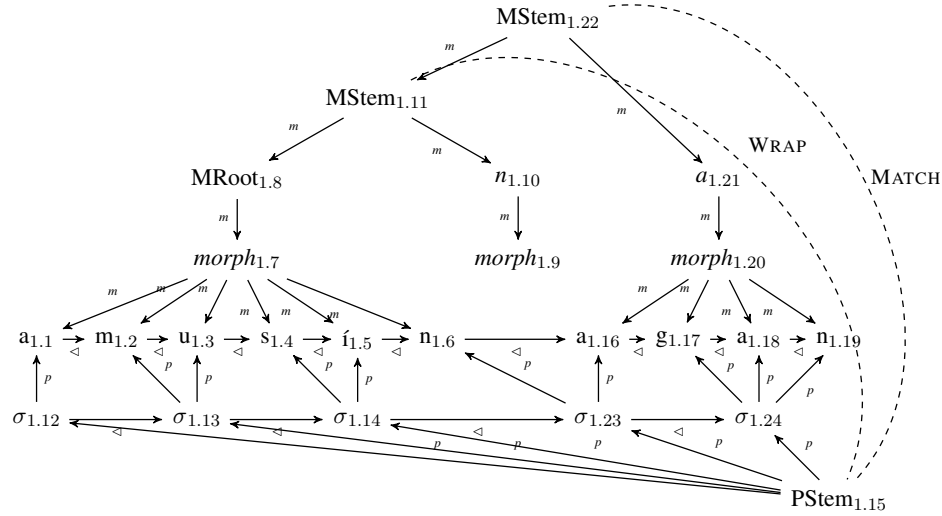 MStem1.22
m
MStem1.11
m
m m
WRAP
MRoot1.8 n1.10 a1.21 MATCH
m m m
morph1.7 morph1.9 morph1.20
m m m m m m m m m m
a1.1 m1.2 u1.3 s1.4 í1.5 n1.6 a1.16 g1.17 a1.18 n1.19
◁ ◁ ◁ ◁ ◁ ◁ ◁ ◁ ◁
p p p p p p p
σ1.12 σ1.13 σ1.14 σ1.23 σ1.24
◁ ◁ p ◁ p ◁ p p
PStem1.15